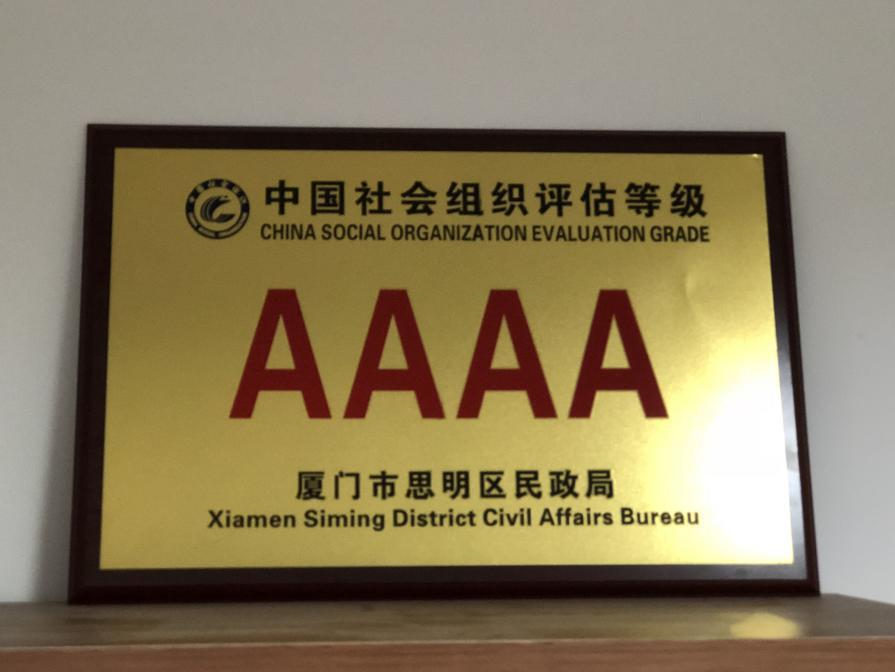 中国社会组织评估等级
CHINA SOCIAL ORGANIZATION EVALUATION GRADE
AAAA
厦门市思明区民政局
Xiamen Siming District Civil Affairs Bureau